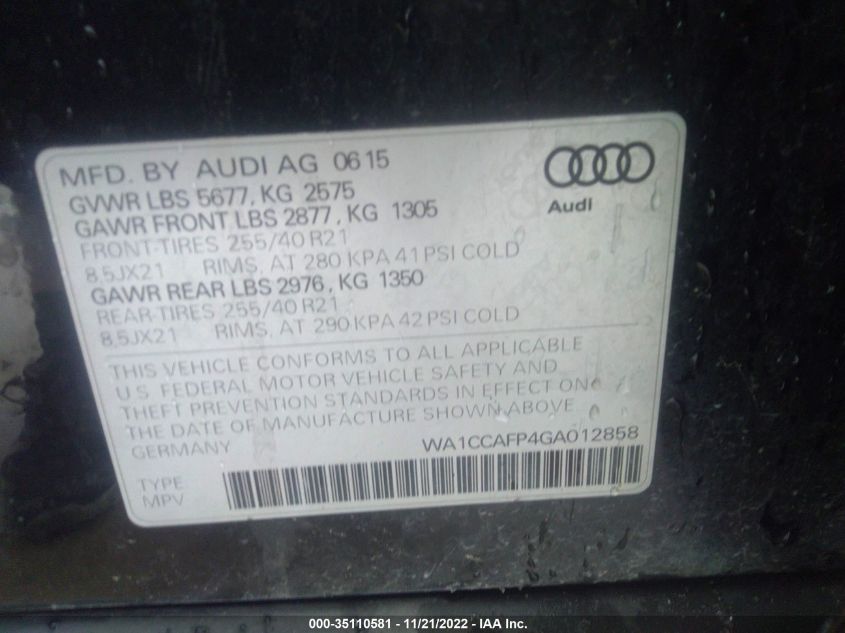 MFD. BY AUDI AG 06 15
GVWR LBS 5677, KG 2575
GAWR FRONT LBS 2877, KG 1305
FRONT-TIRES 255/40 R21
8,5JX21 RIMS, AT 280 KPA 41 PSI COLD
GAWR REAR LBS 2976, KG 1350
REAR-TIRES 255/40 R21
8,5JX21 RIMS, AT 290 KPA 42 PSI COLD
Audi
THIS VEHICLE CONFORMS TO ALL APPLICABLE
U.S. FEDERAL MOTOR VEHICLE SAFETY AND
THEFT PREVENTION STANDARDS IN EFFECT ON
THE DATE OF MANUFACTURE SHOWN ABOVE
GERMANY WA1CCAFP4GA012858
TYPE
MPV
000-35110581 - 11/21/2022 - IAA Inc.